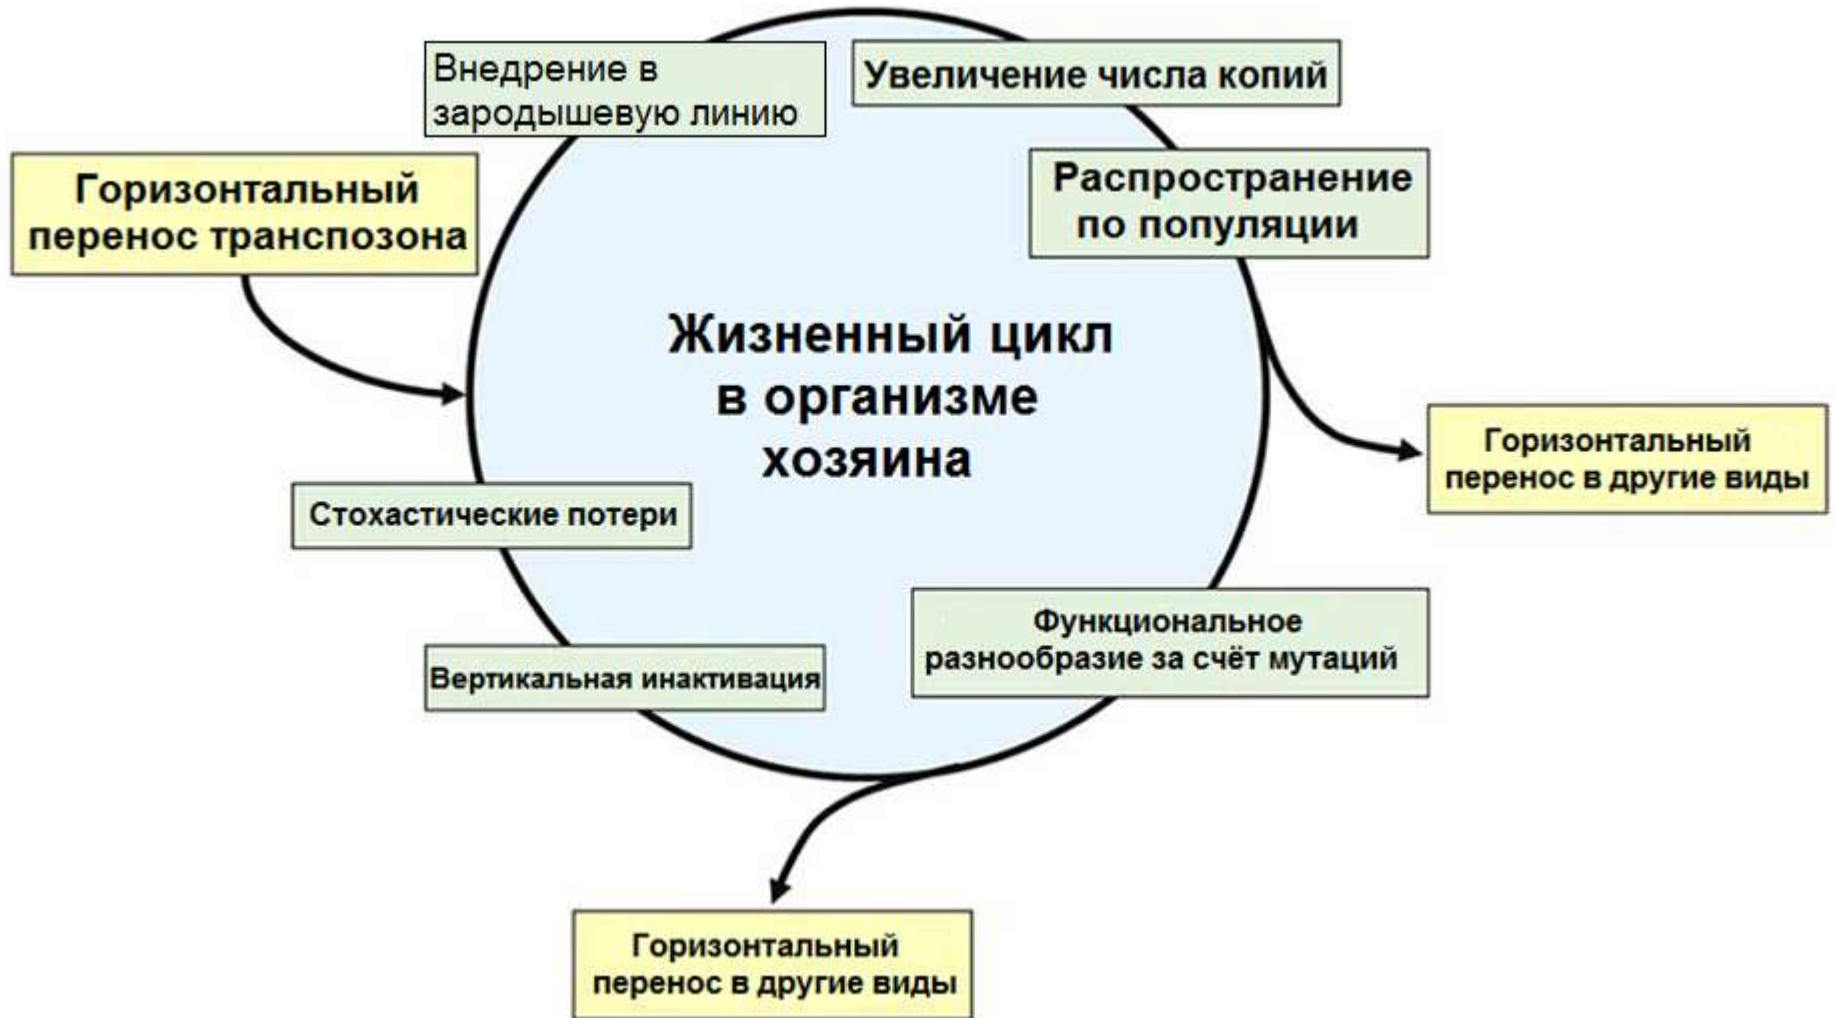 Внедрение в
зародышевую линию
Увеличение числа копий
Горизонтальный
перенос транспозона
Распространение
по популяции
Жизненный цикл
в организме
хозяина
Горизонтальный
перенос в другие виды
Стохастические потери
Функциональное
разнообразие за счёт мутаций
Вертикальная инактивация
Горизонтальный
перенос в другие виды